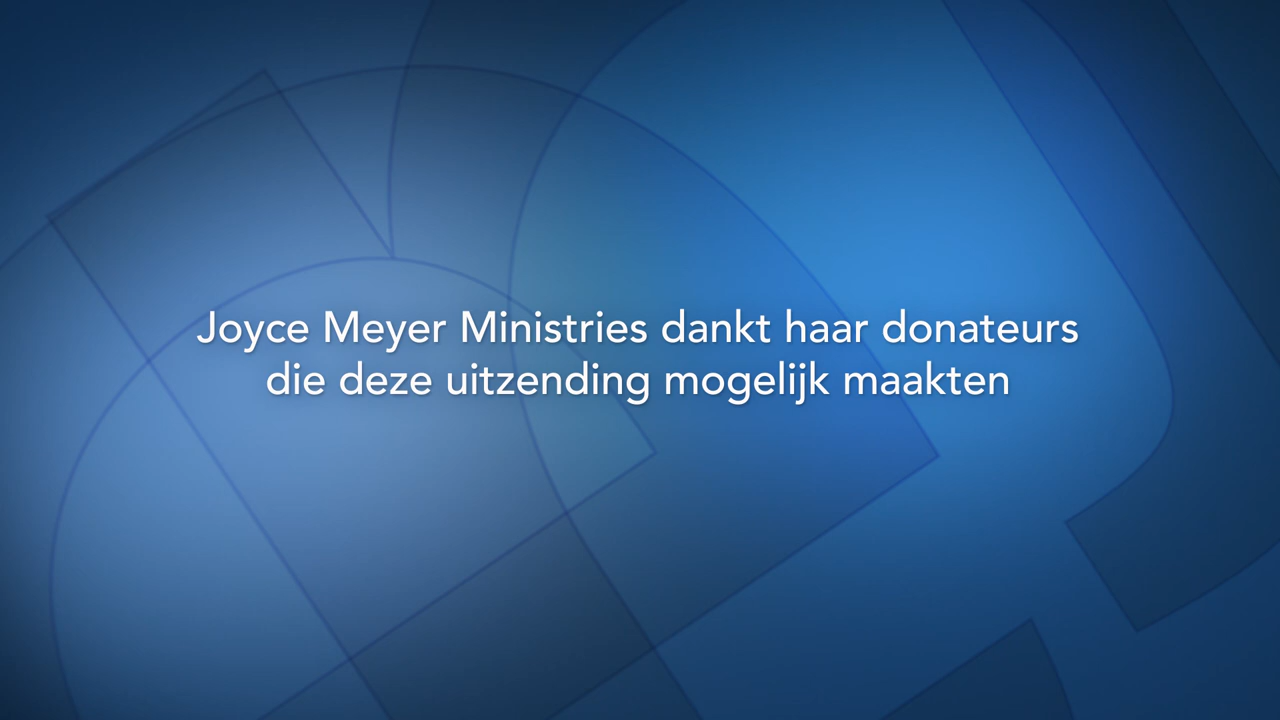 Joyce Meyer Ministries dankt haar donateurs
die deze uitzending mogelijk maakten